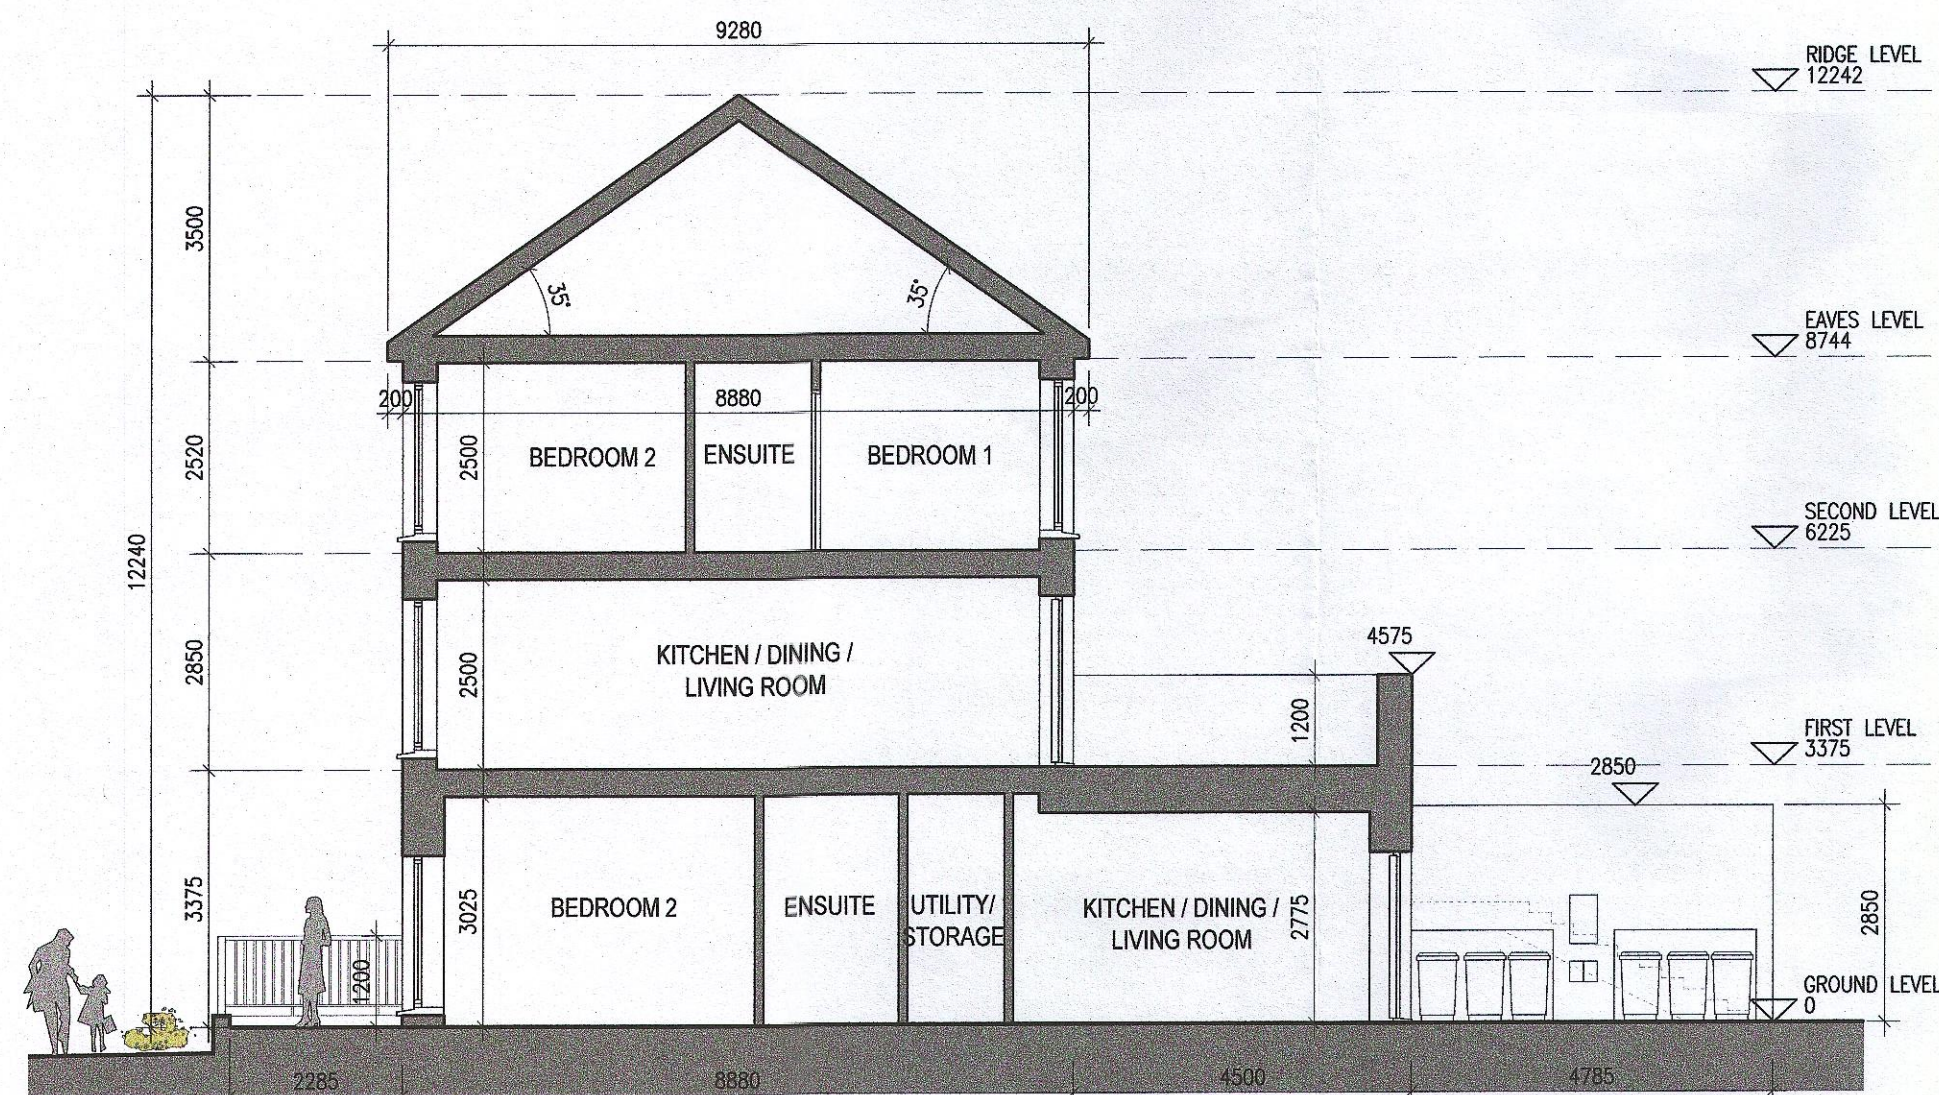 9280
RIDGE LEVEL
12242
3500
35°
35°
EAVES LEVEL
8744
200
8880
200
2520
2500
BEDROOM 2
ENSUITE
BEDROOM 1
SECOND LEVEL
6225
12240
2850
2500
KITCHEN / DINING /
LIVING ROOM
4575
1200
FIRST LEVEL
3375
2850
3375
1200
3025
BEDROOM 2
ENSUITE
UTILITY/
STORAGE
KITCHEN / DINING /
LIVING ROOM
2775
2850
GROUND LEVEL
0
2285
8880
4500
4785